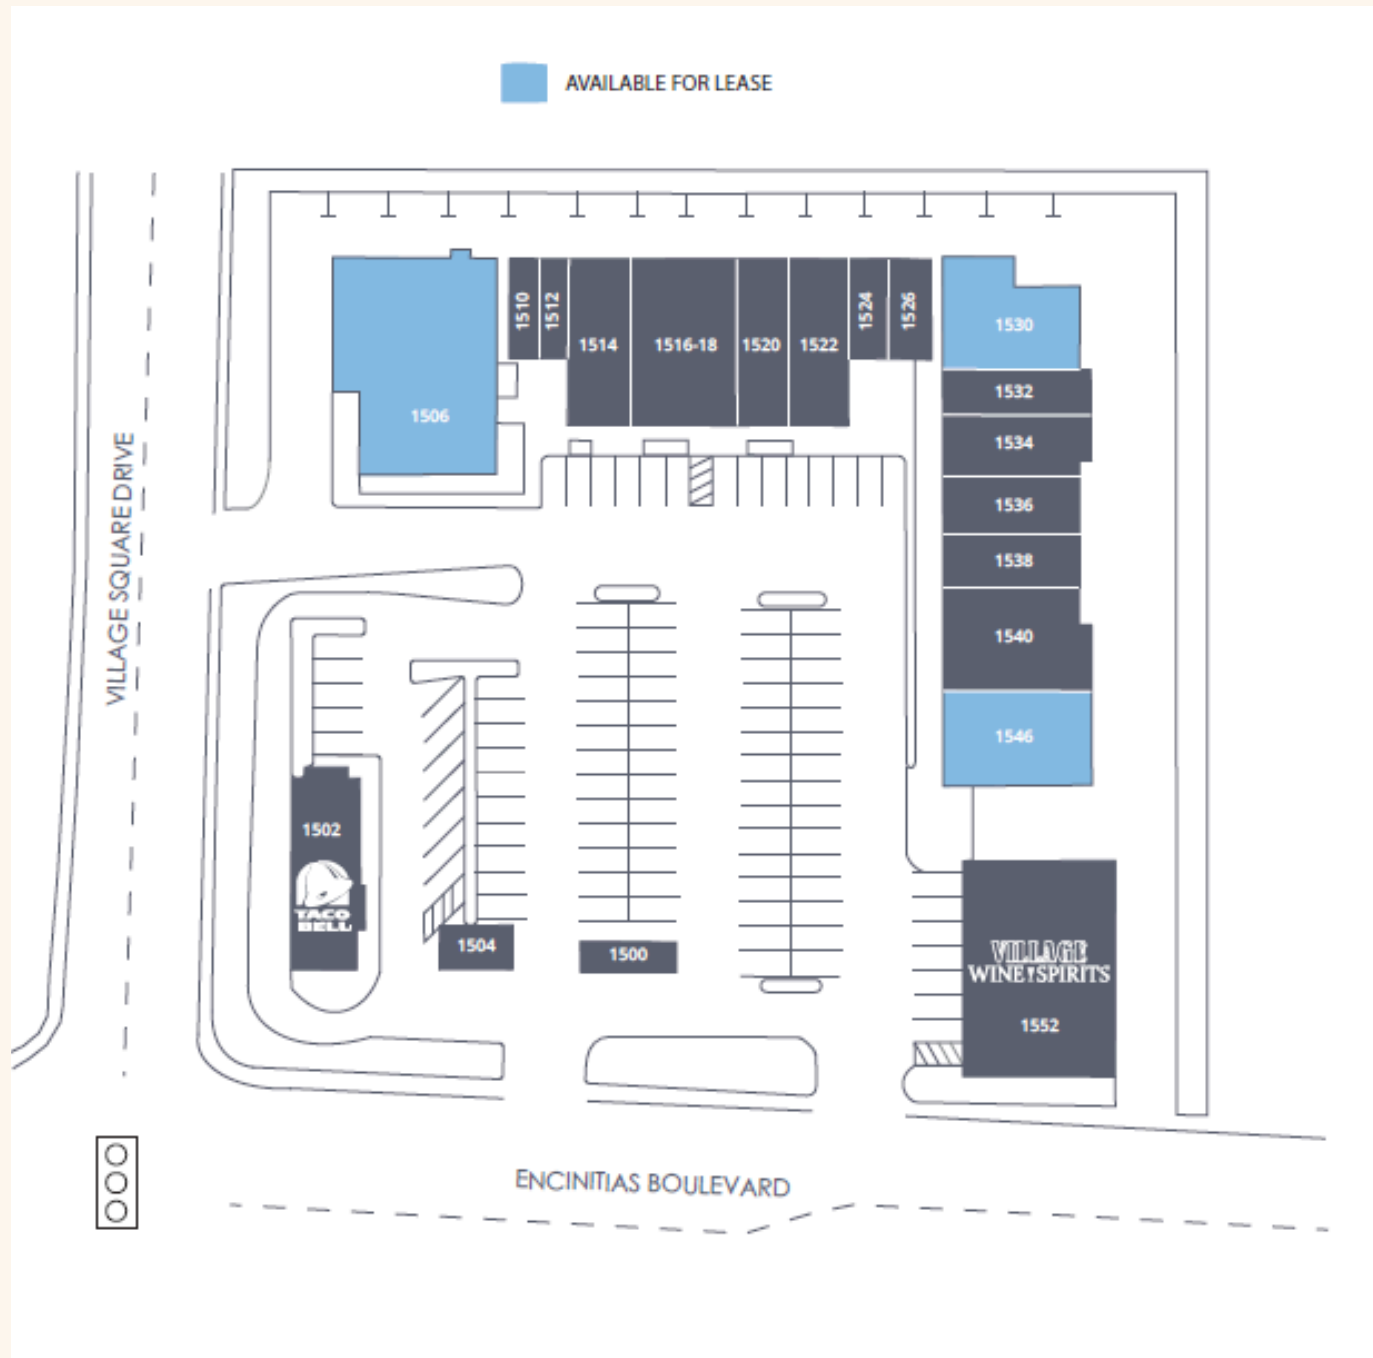 AVAILABLE FOR LEASE
1510
1512
1514
1516-18
1520
1522
1524
1526
1530
1506
1532
1534
1536
1538
1540
1546
VILLAGE SQUARE DRIVE
1502
TACO
BELL
1504
1500
VILLAGE
WINE SPIRITS
1552
ENCINITIAS BOULEVARD